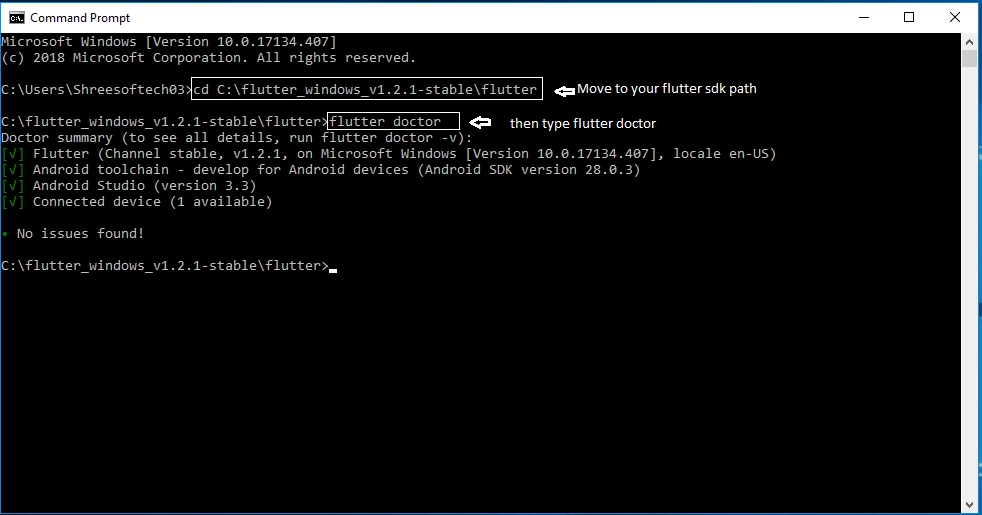 Command Prompt
Microsoft Windows [Version 10.0.17134.407]
(c) 2018 Microsoft Corporation. All rights reserved.
C:\Users\Shreesoftech03>cd C:\flutter_windows_v1.2.1-stable\flutter Move to your flutter sdk path
C:\flutter_windows_v1.2.1-stable\flutter>flutter doctor then type flutter doctor
Doctor summary (to see all details, run flutter doctor -v):
[√] Flutter (Channel stable, v1.2.1, on Microsoft Windows [Version 10.0.17134.407], locale en-US)
[√] Android toolchain - develop for Android devices (Android SDK version 28.0.3)
[√] Android Studio (version 3.3)
[√] Connected device (1 available)
• No issues found!
C:\flutter_windows_v1.2.1-stable\flutter>